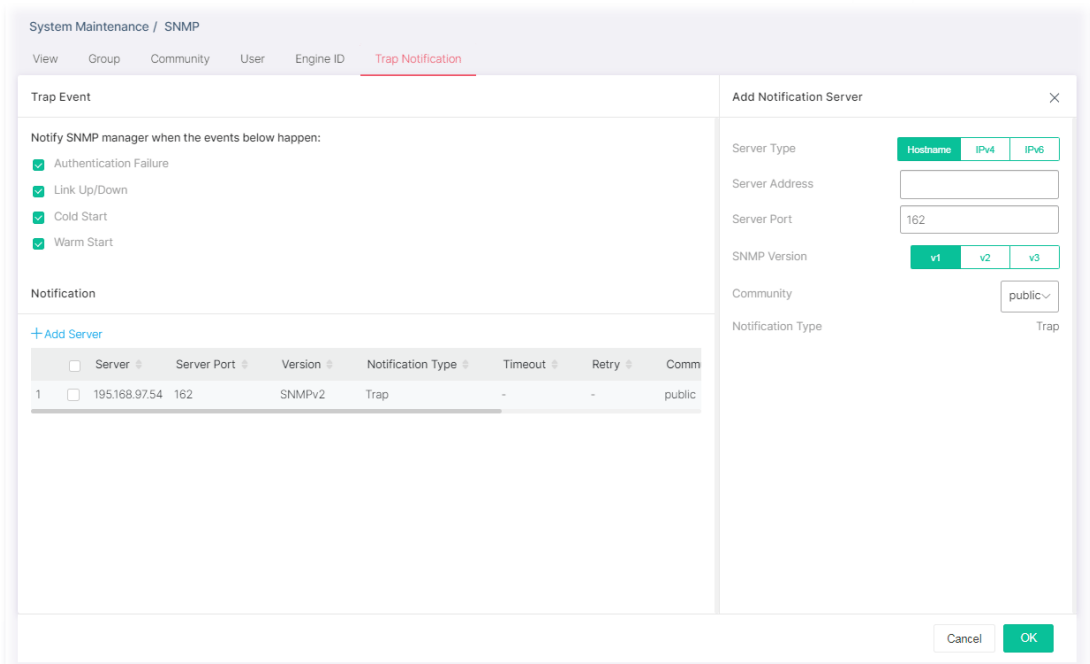 System Maintenance / SNMP
View Group Community User Engine ID Trap Notification
Trap Event
Notify SNMP manager when the events below happen:
Authentication Failure
Link Up/Down
Cold Start
Warm Start
Notification
+Add Server
Server Server Port Version Notification Type Timeout Retry Comm
1 195.168.97.54 162 SNMPv2 Trap - - public
Add Notification Server
Server Type Hostname IPv4 IPv6
Server Address
Server Port 162
SNMP Version v1 v2 v3
Community public
Notification Type Trap
Cancel OK